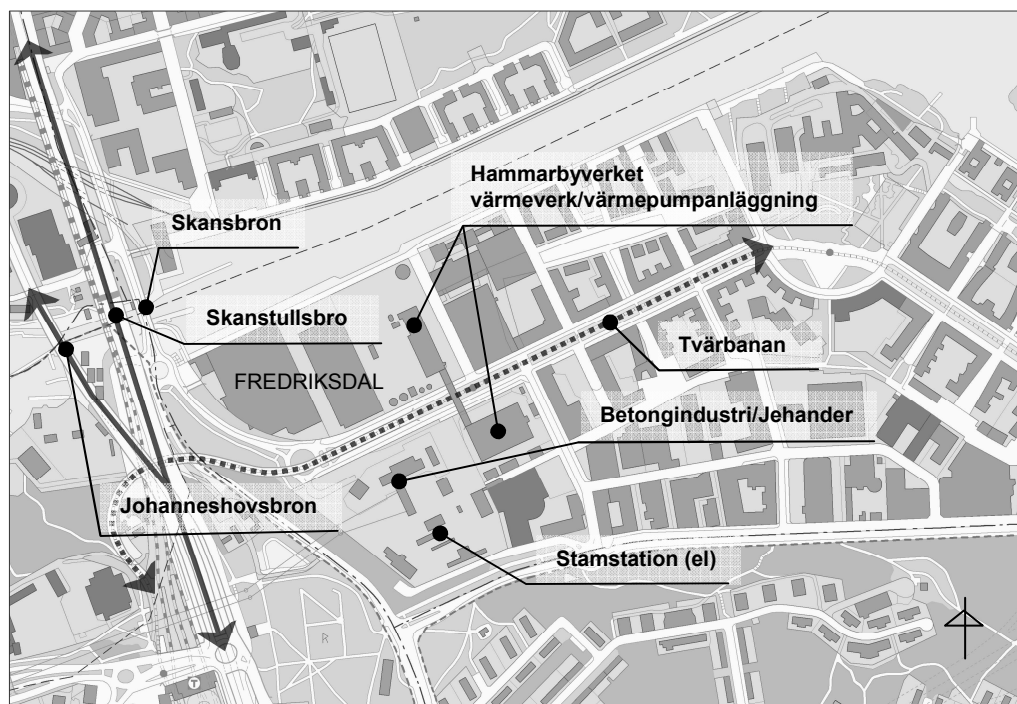 Hammarbyverket
värmeverk/värmepumpanläggning
Skansbron
Skanstullsbro
Tvärbanan
FREDRIKSDAL
Betongindustri/Jehander
Johanneshovsbron
Stamstation (el)
R
T